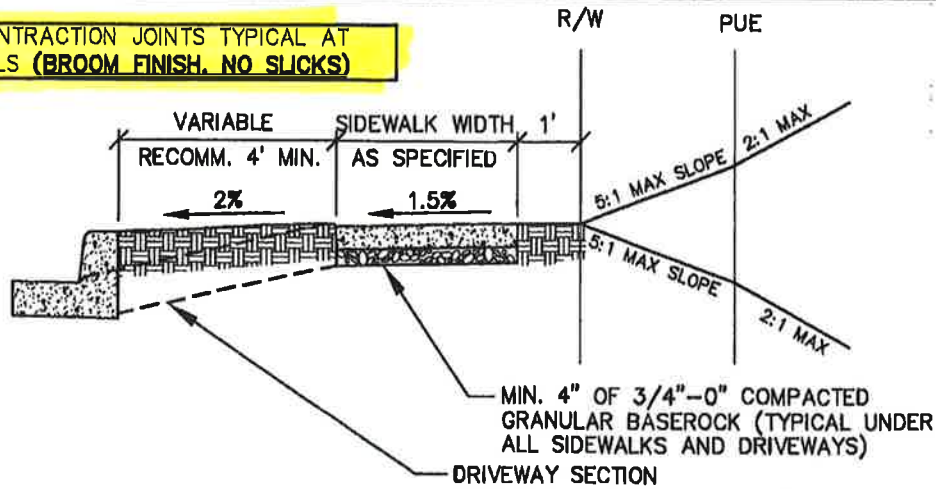 R/W
PUE
NTRACTION JOINTS TYPICAL AT
LS (BROOM FINISH. NO SLICKS)
VARIABLE
SIDEWALK WIDTH
1'
RECOMM. 4' MIN.
AS SPECIFIED
2%
1.5%
5:1 MAX SLOPE
2:1 MAX
5:1 MAX SLOPE
2:1 MAX
MIN. 4" OF 3/4"-0" COMPACTED
GRANULAR BASEROCK (TYPICAL UNDER
ALL SIDEWALKS AND DRIVEWAYS)
DRIVEWAY SECTION